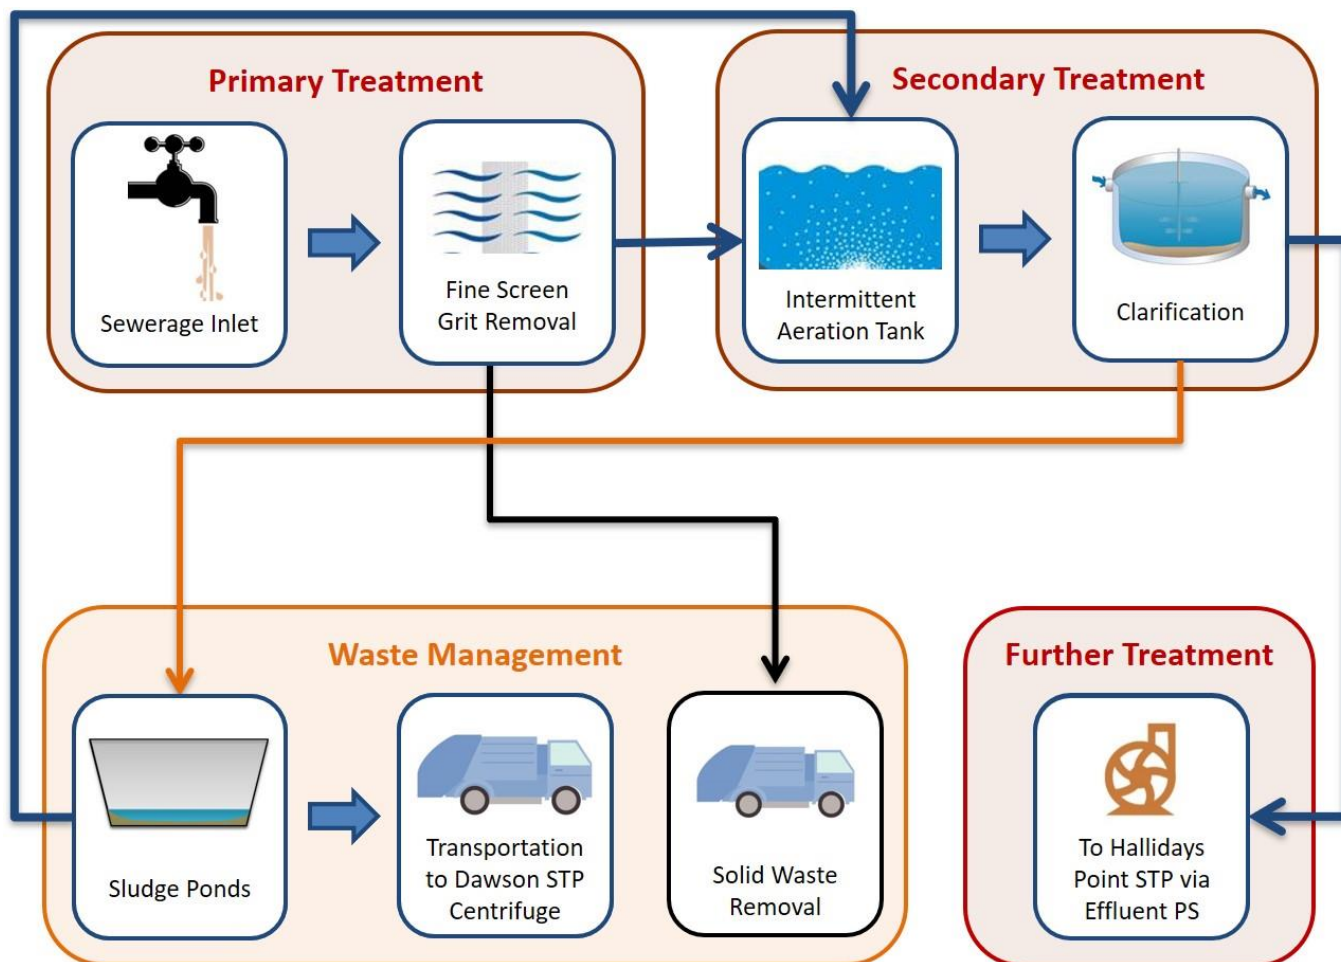 Primary Treatment
Sewerage Inlet
Fine Screen
Grit Removal
Secondary Treatment
Intermittent
Aeration Tank
Clarification
Waste Management
Sludge Ponds
Transportation
to Dawson STP
Centrifuge
Solid Waste
Removal
Further Treatment
To Hallidays
Point STP via
Effluent PS